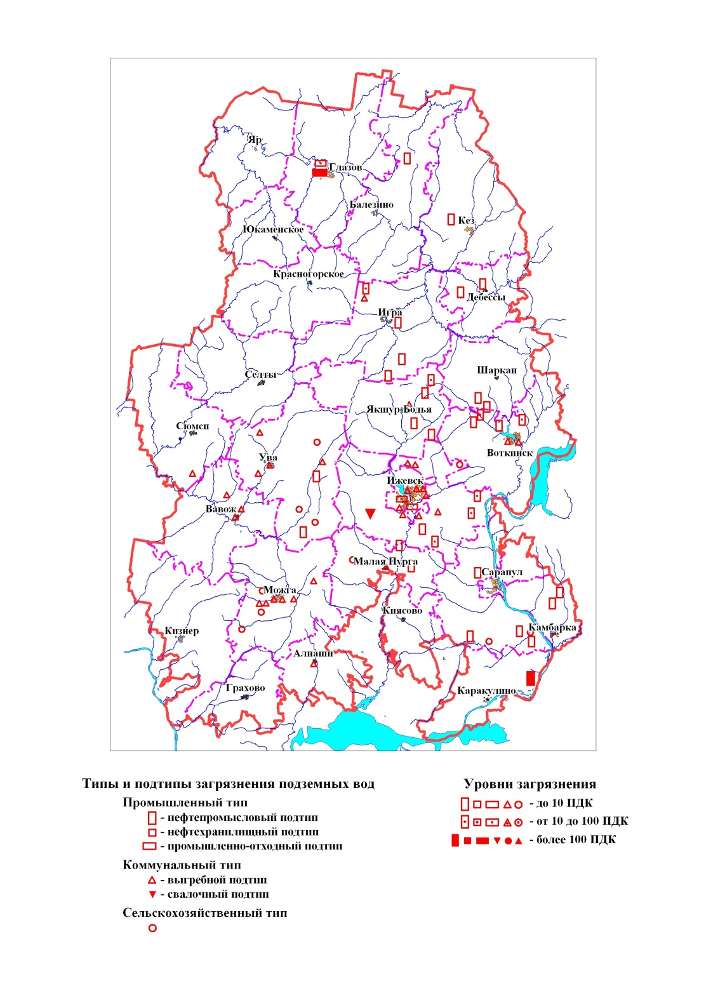 Яр
Глазов
Балезино
Юкаменское
Кез
Красногорское
Дебессы
Игра
Шаркан
Селты
Якшур-Бодья
Сюмси
Воткинск
Ува
Ижевск
Вавож
Малая Пурга
Сарапул
Можга
Киясово
Камбарка
Кизнер
Алнаши
Грахово
Каракулино
Типы и подтипы загрязнения подземных вод
Промышленный тип
- нефтепромысловый подтип
- нефтехранилищный подтип
- промышленно-отходный подтип
Коммунальный тип
- выгребной подтип
- свалочный подтип
Сельскохозяйственный тип
Уровни загрязнения
- до 10 ПДК
- от 10 до 100 ПДК
- более 100 ПДК